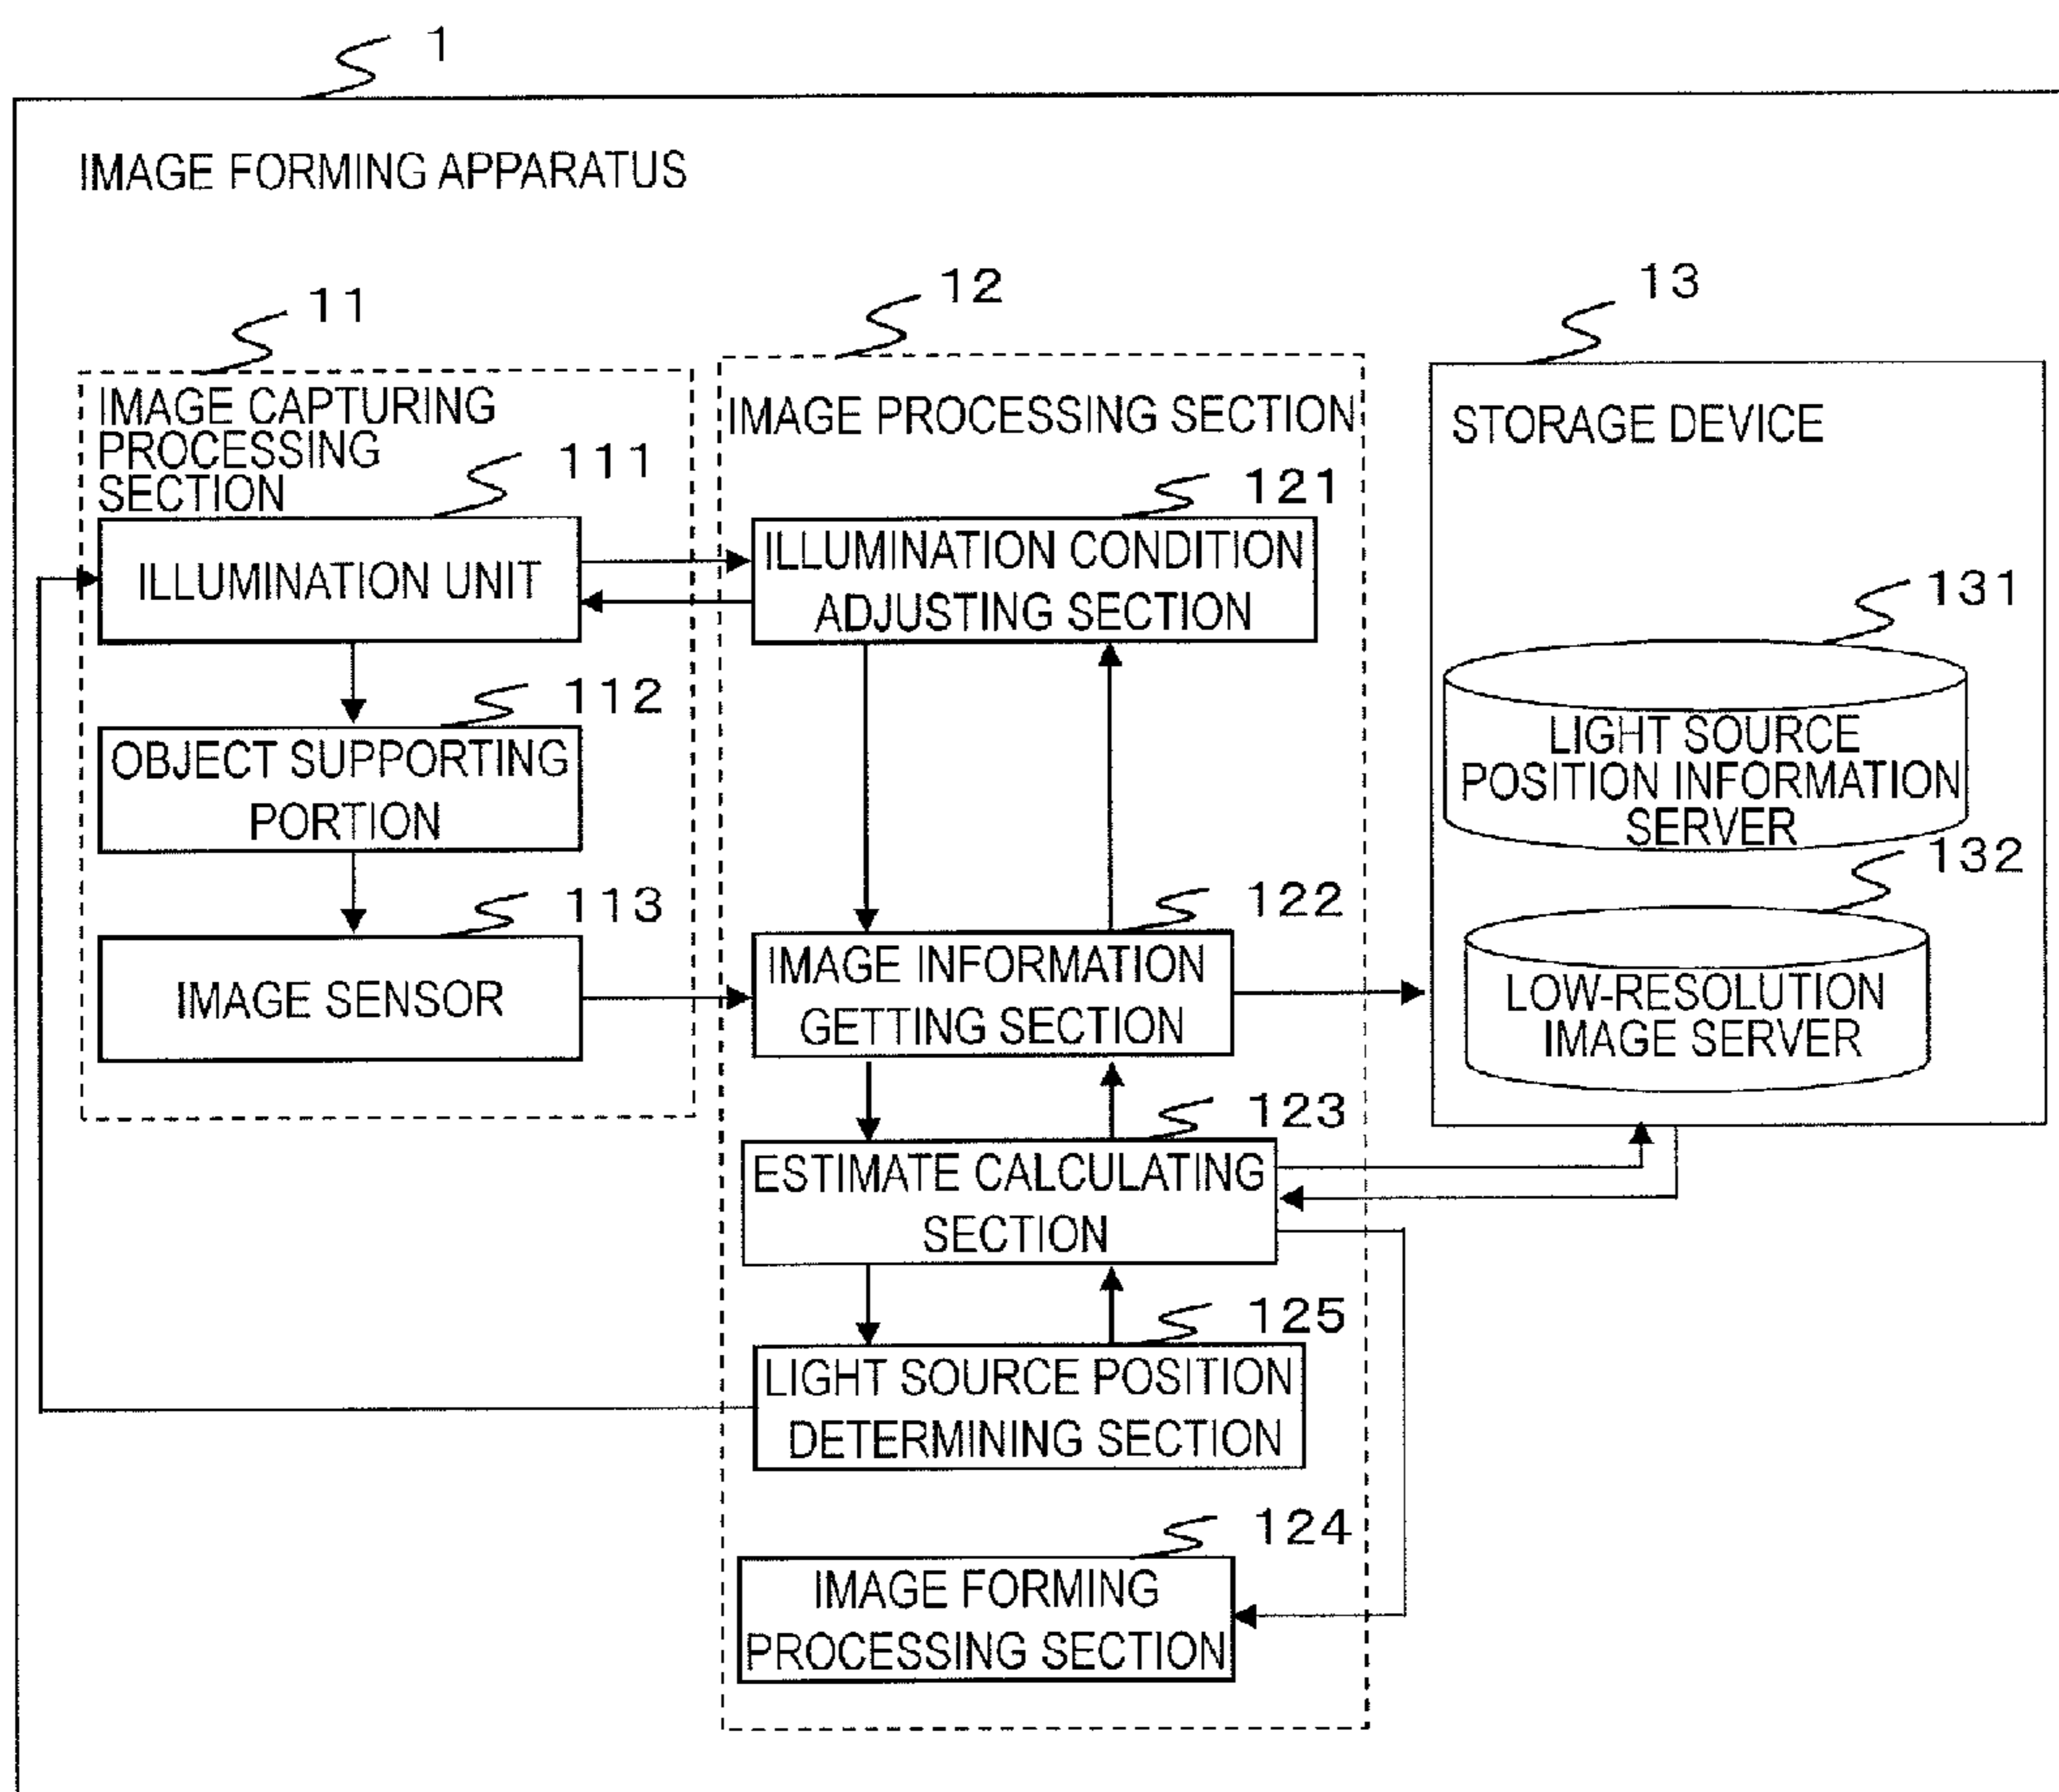 1
IMAGE FORMING APPARATUS
11
IMAGE CAPTURING
PROCESSING
SECTION
111
ILLUMINATION UNIT
112
OBJECT SUPPORTING
PORTION
113
IMAGE SENSOR
12
IMAGE PROCESSING SECTION
121
ILLUMINATION CONDITION
ADJUSTING SECTION
122
IMAGE INFORMATION
GETTING SECTION
123
ESTIMATE CALCULATING
SECTION
125
LIGHT SOURCE POSITION
DETERMINING SECTION
124
IMAGE FORMING
PROCESSING SECTION
13
STORAGE DEVICE
131
LIGHT SOURCE
POSITION INFORMATION
SERVER
132
LOW-RESOLUTION
IMAGE SERVER